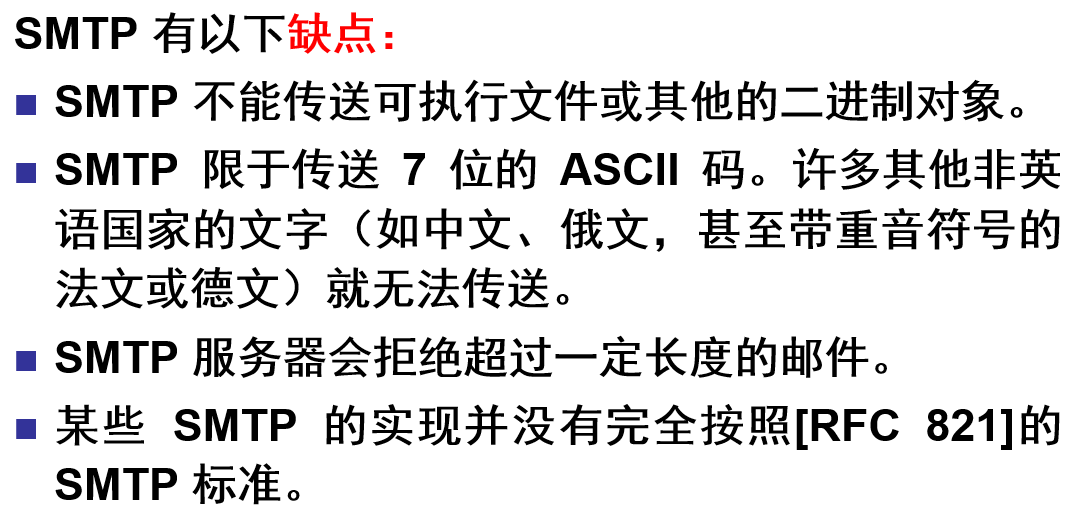 SMTP 有以下缺点：
■ SMTP 不能传送可执行文件或其他的二进制对象。
■ SMTP 限于传送 7 位的 ASCII 码。许多其他非英
语国家的文字（如中文、俄文，甚至带重音符号的
法文或德文）就无法传送。
■ SMTP 服务器会拒绝超过一定长度的邮件。
■ 某些 SMTP 的实现并没有完全按照[RFC 821]的
SMTP 标准。